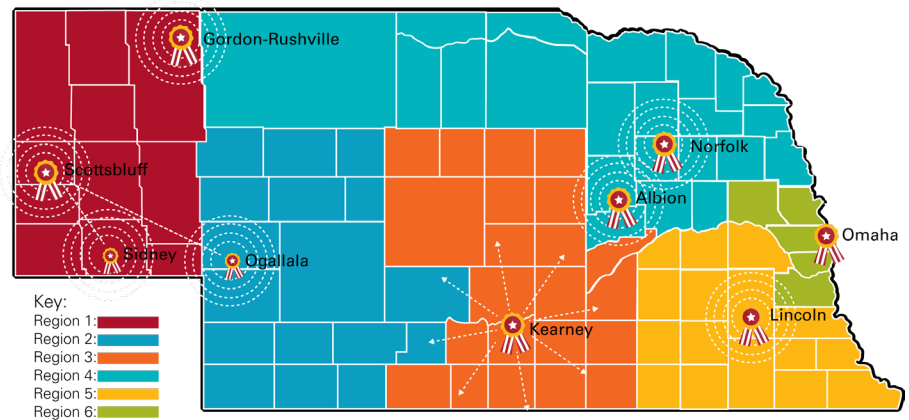 Gordon-Rushville
Scottsbluff
Norfolk
Albion
Omaha
Sidney
Ogallala
Lincoln
Kearney
Key:
Region 1:
Region 2:
Region 3:
Region 4:
Region 5:
Region 6: